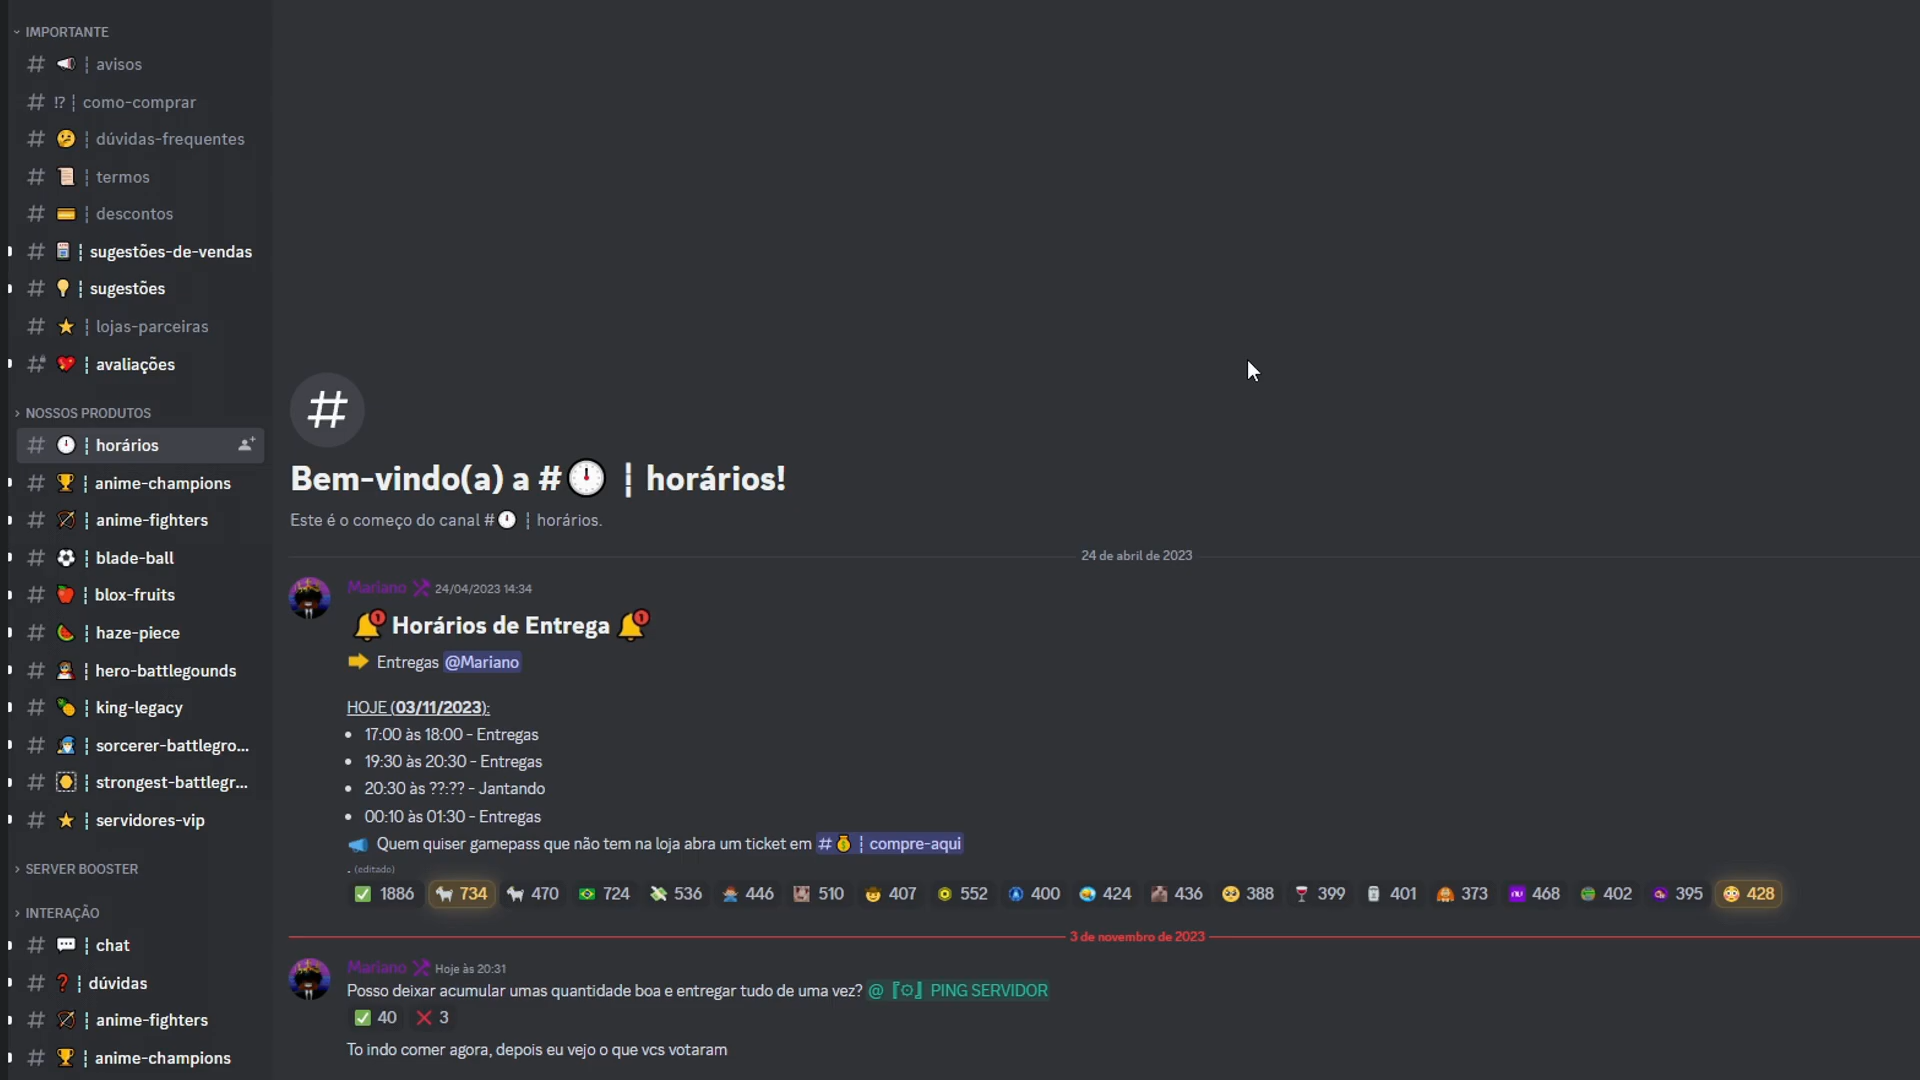 IMPORTANTE
# 📢 ¦ avisos
# ⁉ ¦ como-comprar
# 🤔 ¦ dúvidas-frequentes
# 📜 ¦ termos
# 💳 ¦ descontos
# ¦ sugestões-de-vendas
# 💡 ¦ sugestões
# ⭐ ¦ lojas-parceiras
# 💖 ¦ avaliações
NOSSOS PRODUTOS
# 🕛 ¦ horários
# 🏆 ¦ anime-champions
# 🏹 ¦ anime-fighters
# ⚽ ¦ blade-ball
# 🍎 ¦ blox-fruits
# 🍉 ¦ haze-piece
# ¦ hero-battlegounds
# 🍍 ¦ king-legacy
# ¦ sorcerer-battlegro...
# ¦ strongest-battlegr...
# ⭐ ¦ servidores-vip
SERVER BOOSTER
INTERAÇÃO
# 💬 ¦ chat
# ❓ ¦ dúvidas
# 🏹 ¦ anime-fighters
# 🏆 ¦ anime-champions
#
Bem-vindo(a) a #🕛 ¦ horários!
Este é o começo do canal #🕛 ¦ horários.
24 de abril de 2023
Mariano 24/04/2023 14:34
Horários de Entrega
➡ Entregas @Mariano
HOJE (03/11/2023):
• 17:00 às 18:00 - Entregas
• 19:30 às 20:30 - Entregas
• 20:30 às ??:?? - Jantando
• 00:10 às 01:30 - Entregas
📣 Quem quiser gamepass que não tem na loja abra um ticket em #💰 ¦ compre-aqui
. (editado)
✅ 1886 734 470 724 536 446 510 407 552 400 424 436 388 399 401 373 468 402 395 428
3 de novembro de 2023
Mariano Hoje às 20:31
Posso deixar acumular umas quantidade boa e entregar tudo de uma vez? @『⚙』 PING SERVIDOR
✅ 40 ❌ 3
To indo comer agora, depois eu vejo o que vcs votaram